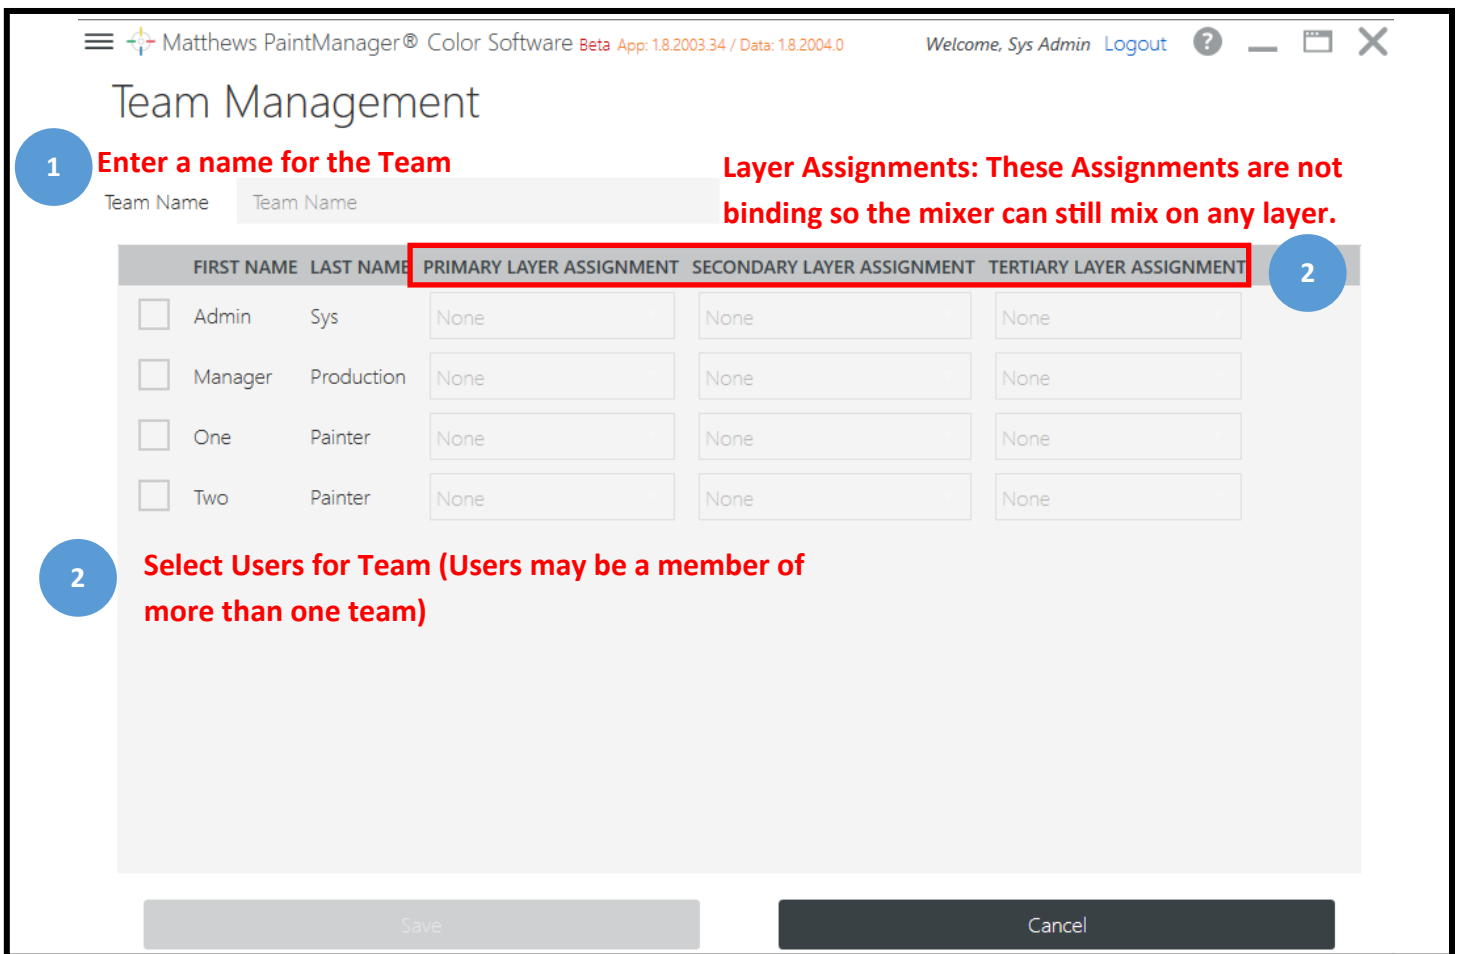 Matthews PaintManager® Color Software Beta App: 1.8.2003.34 / Data: 1.8.2004.0 Welcome, Sys Admin Logout ?
Team Management
1 Enter a name for the Team
Layer Assignments: These Assignments are not
binding so the mixer can still mix on any layer.
Team Name Team Name
FIRST NAME LAST NAME PRIMARY LAYER ASSIGNMENT SECONDARY LAYER ASSIGNMENT TERTIARY LAYER ASSIGNMENT 2
Admin Sys None None None
Manager Production None None None
One Painter None None None
Two Painter None None None
2 Select Users for Team (Users may be a member of
more than one team)
Save Cancel